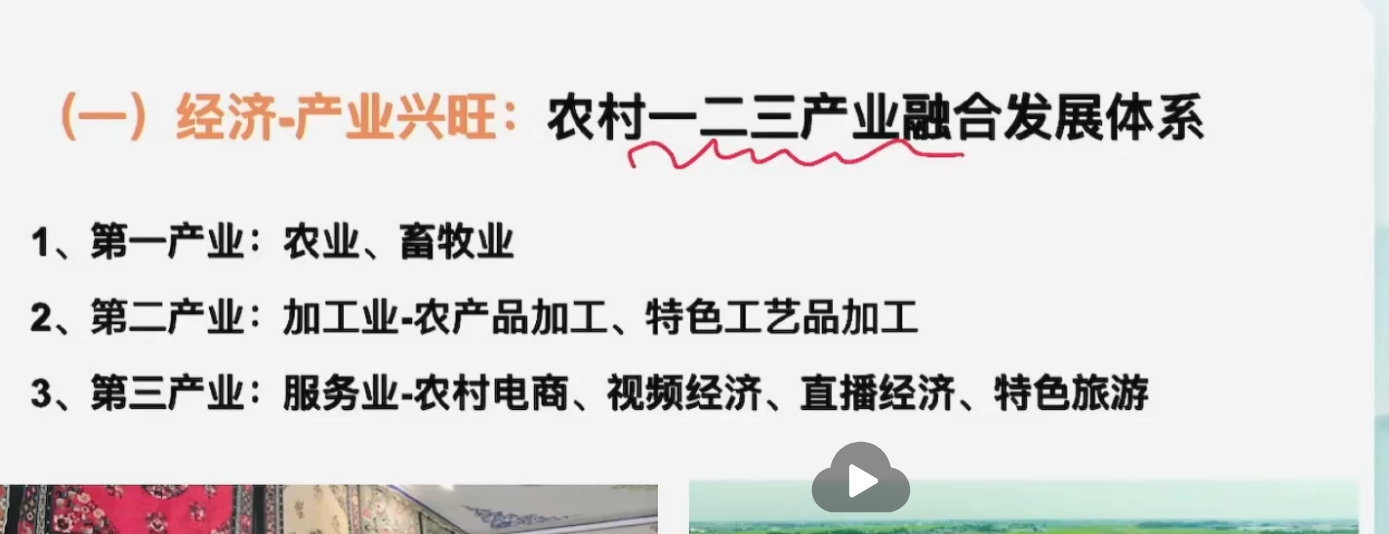 （一）经济-产业兴旺：农村一二三产业融合发展体系
1、第一产业：农业、畜牧业
2、第二产业：加工业-农产品加工、特色工艺品加工
3、第三产业：服务业-农村电商、视频经济、直播经济、特色旅游